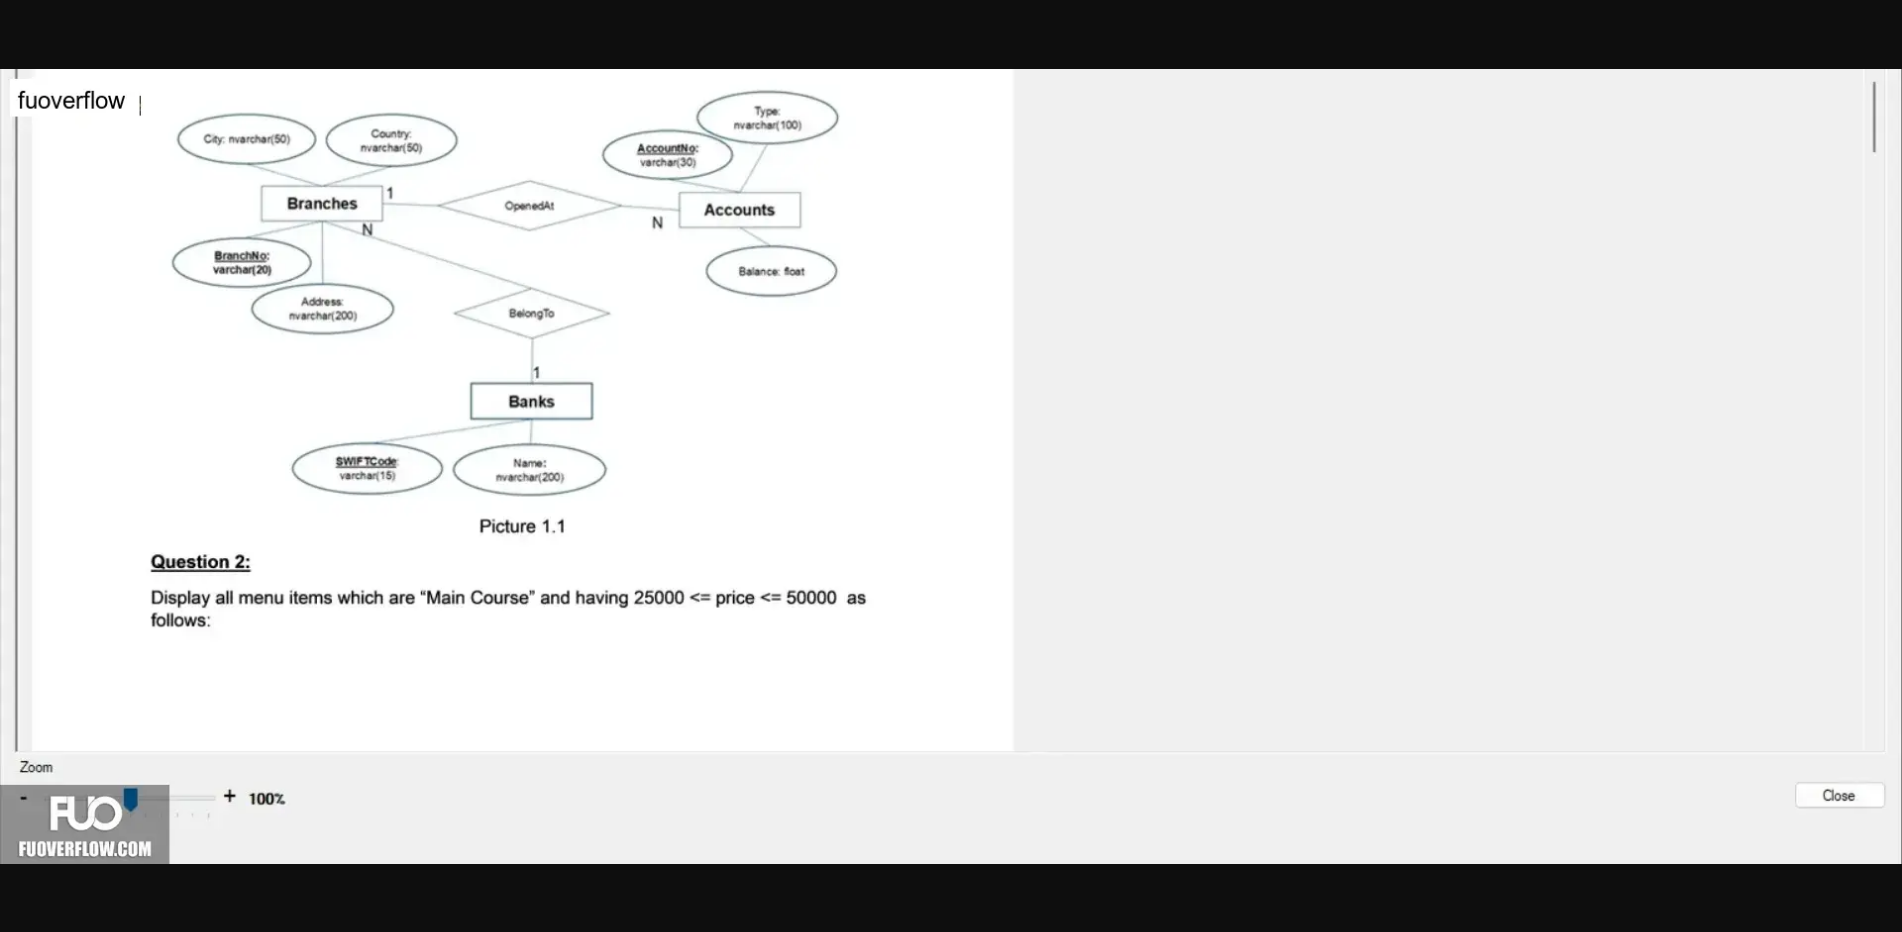 fuoverflow
Type:
nvarchar(100)
City: nvarchar(50)
Country:
nvarchar(50)
AccountNo:
varchar(30)
Branches
1
OpenedAt
N
Accounts
N
BranchNo:
varchar(20)
Balance: float
Address:
nvarchar(200)
BelongTo
1
Banks
SWIFTCode:
varchar(15)
Name:
nvarchar(200)
Picture 1.1
Question 2:
Display all menu items which are “Main Course” and having 25000 <= price <= 50000 as
follows:
Zoom
- + 100%
Close
FUO
FUOVERFLOW.COM